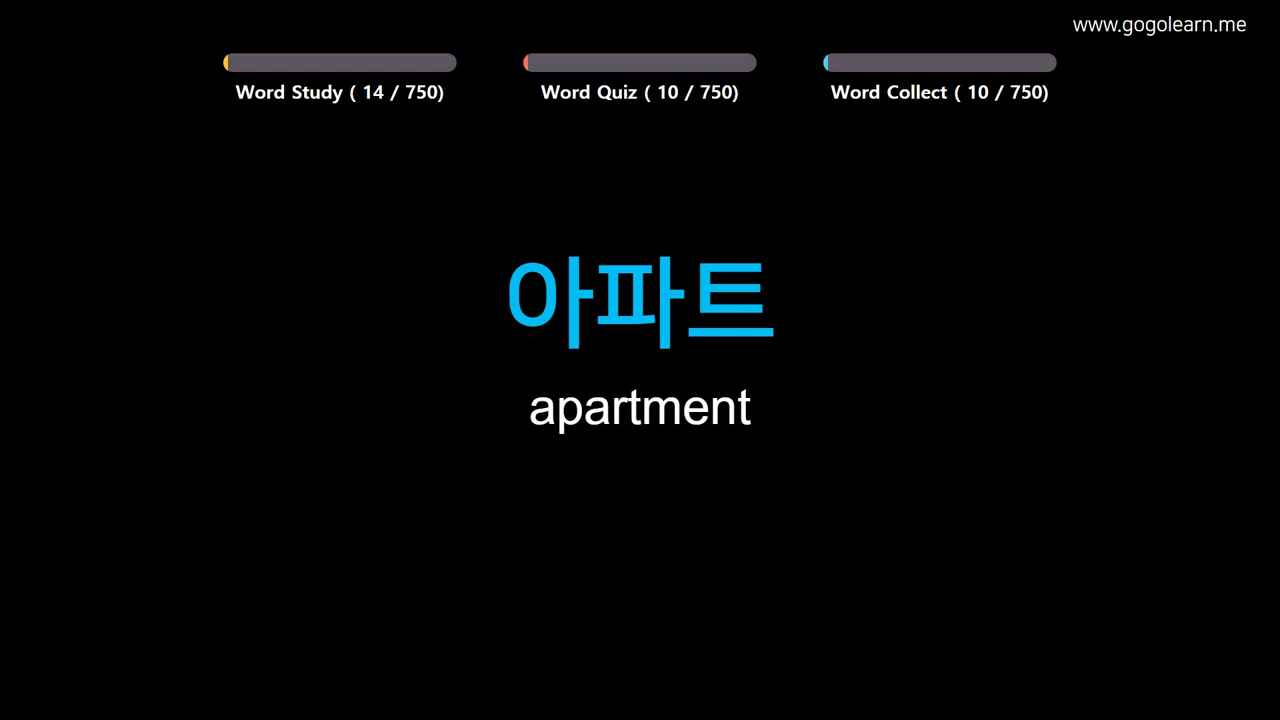 www.gogolearn.me
Word Study ( 14 / 750)
Word Quiz ( 10 / 750)
Word Collect ( 10 / 750)
아파트
apartment